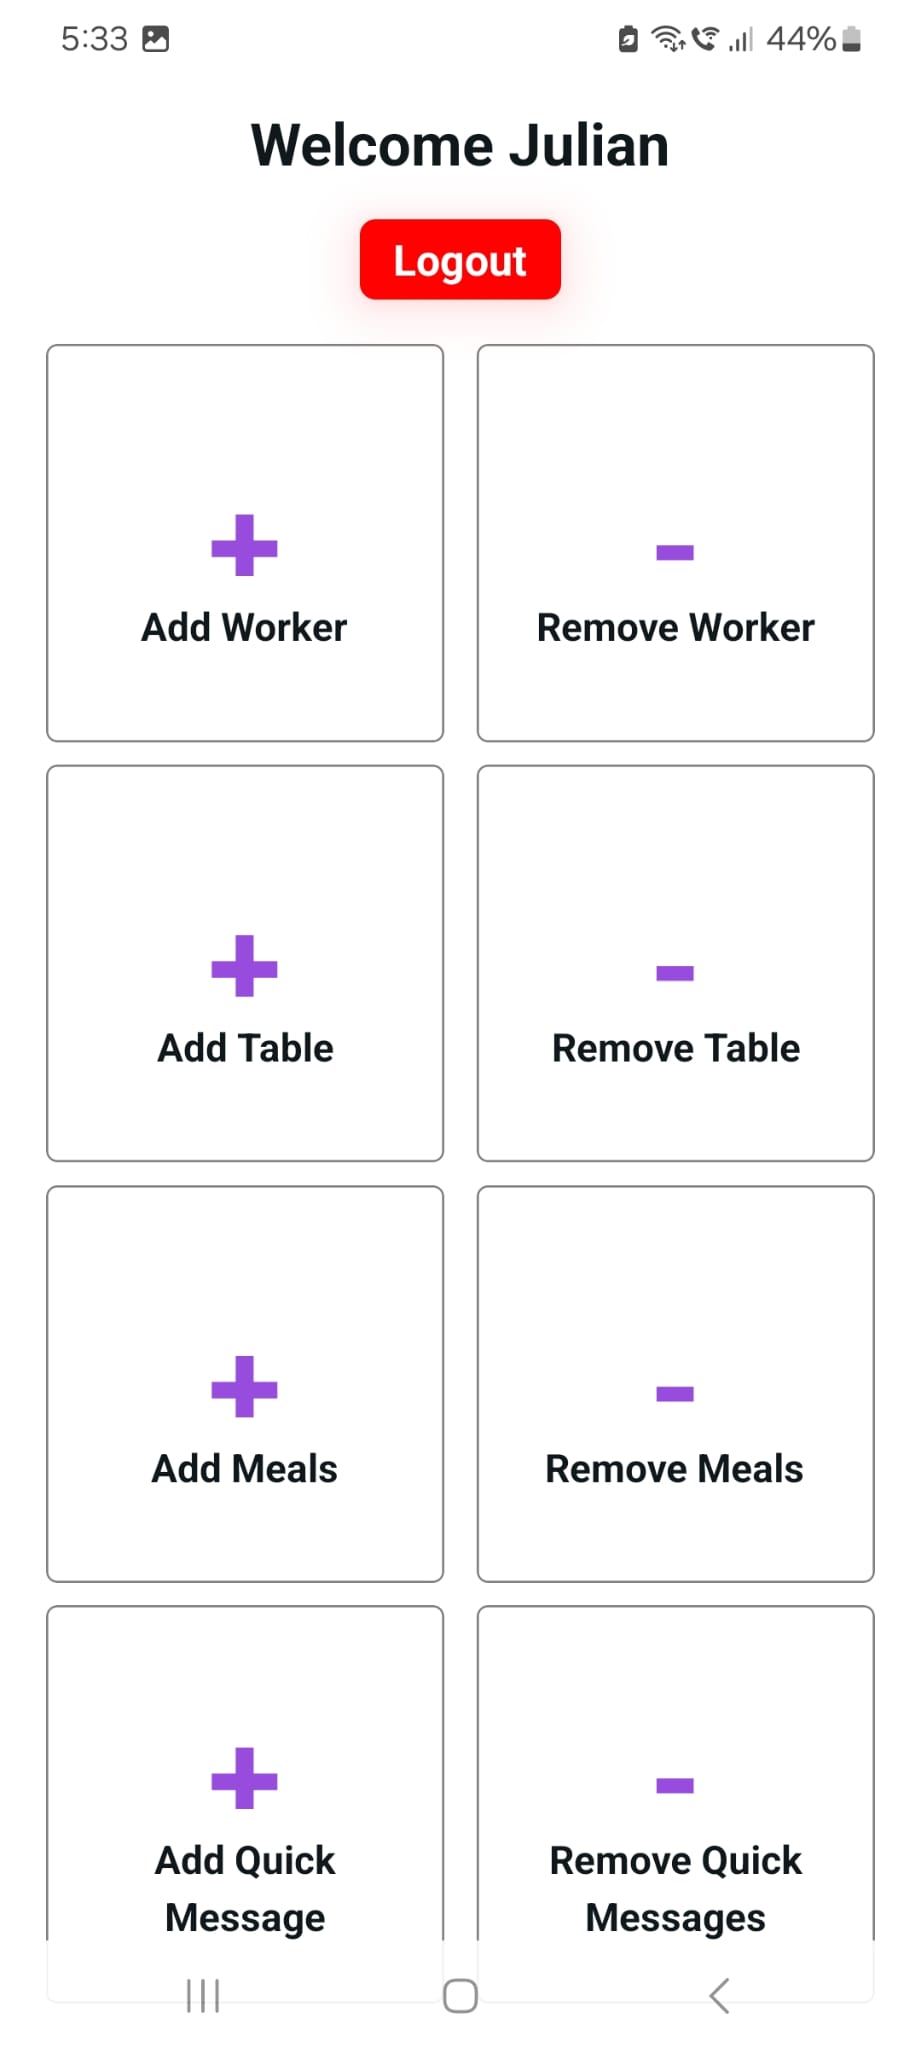 5:33 44%
Welcome Julian
Logout
+ -
Add Worker Remove Worker
+ -
Add Table Remove Table
+ -
Add Meals Remove Meals
+ -
Add Quick Remove Quick
Message Messages